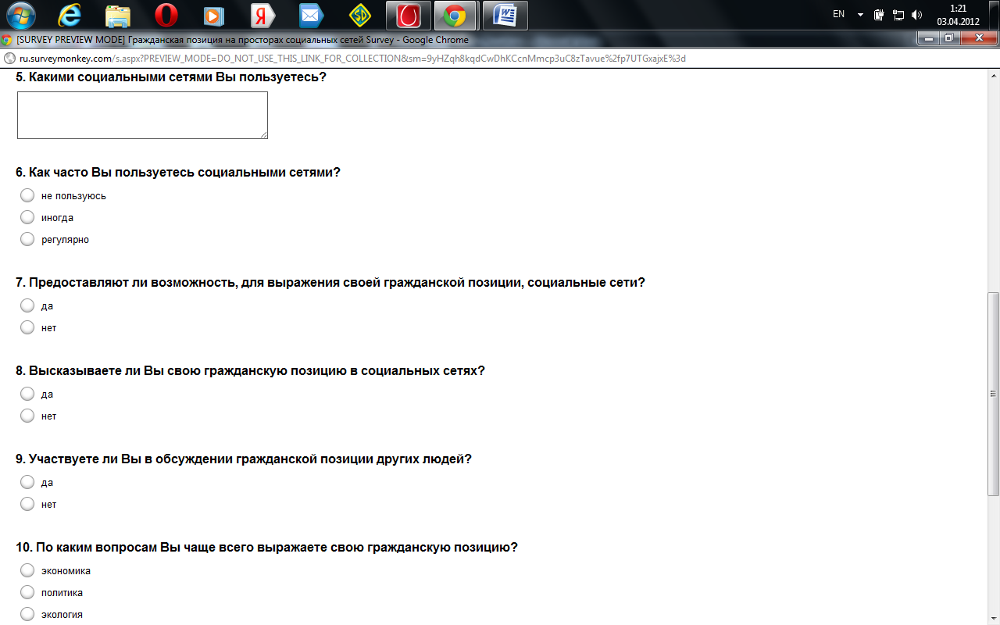 EN
1:21
03.04.2012
[SURVEY PREVIEW MODE] Гражданская позиция на просторах социальных сетей Survey - Google Chrome
ru.surveymonkey.com/s.aspx?PREVIEW_MODE=DO_NOT_USE_THIS_LINK_FOR_COLLECTION&sm=9yHZqh8kqdCwDhKCcnMmcp3uC8zTavue%2fp7UTGxajxE%3d
5. Какими социальными сетями Вы пользуетесь?
6. Как часто Вы пользуетесь социальными сетями?
не пользуюсь
иногда
регулярно
7. Предоставляют ли возможность, для выражения своей гражданской позиции, социальные сети?
да
нет
8. Высказываете ли Вы свою гражданскую позицию в социальных сетях?
да
нет
9. Участвуете ли Вы в обсуждении гражданской позиции других людей?
да
нет
10. По каким вопросам Вы чаще всего выражаете свою гражданскую позицию?
экономика
политика
экология